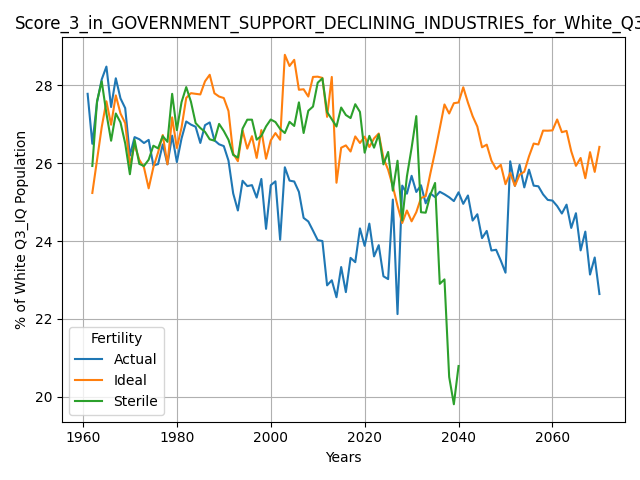 Score_3_in_GOVERNMENT_SUPPORT_DECLINING_INDUSTRIES_for_White_Q3
% of White Q3_IQ Population
28
26
24
22
20
Fertility
Actual
Ideal
Sterile
1960 1980 2000 2020 2040 2060
Years